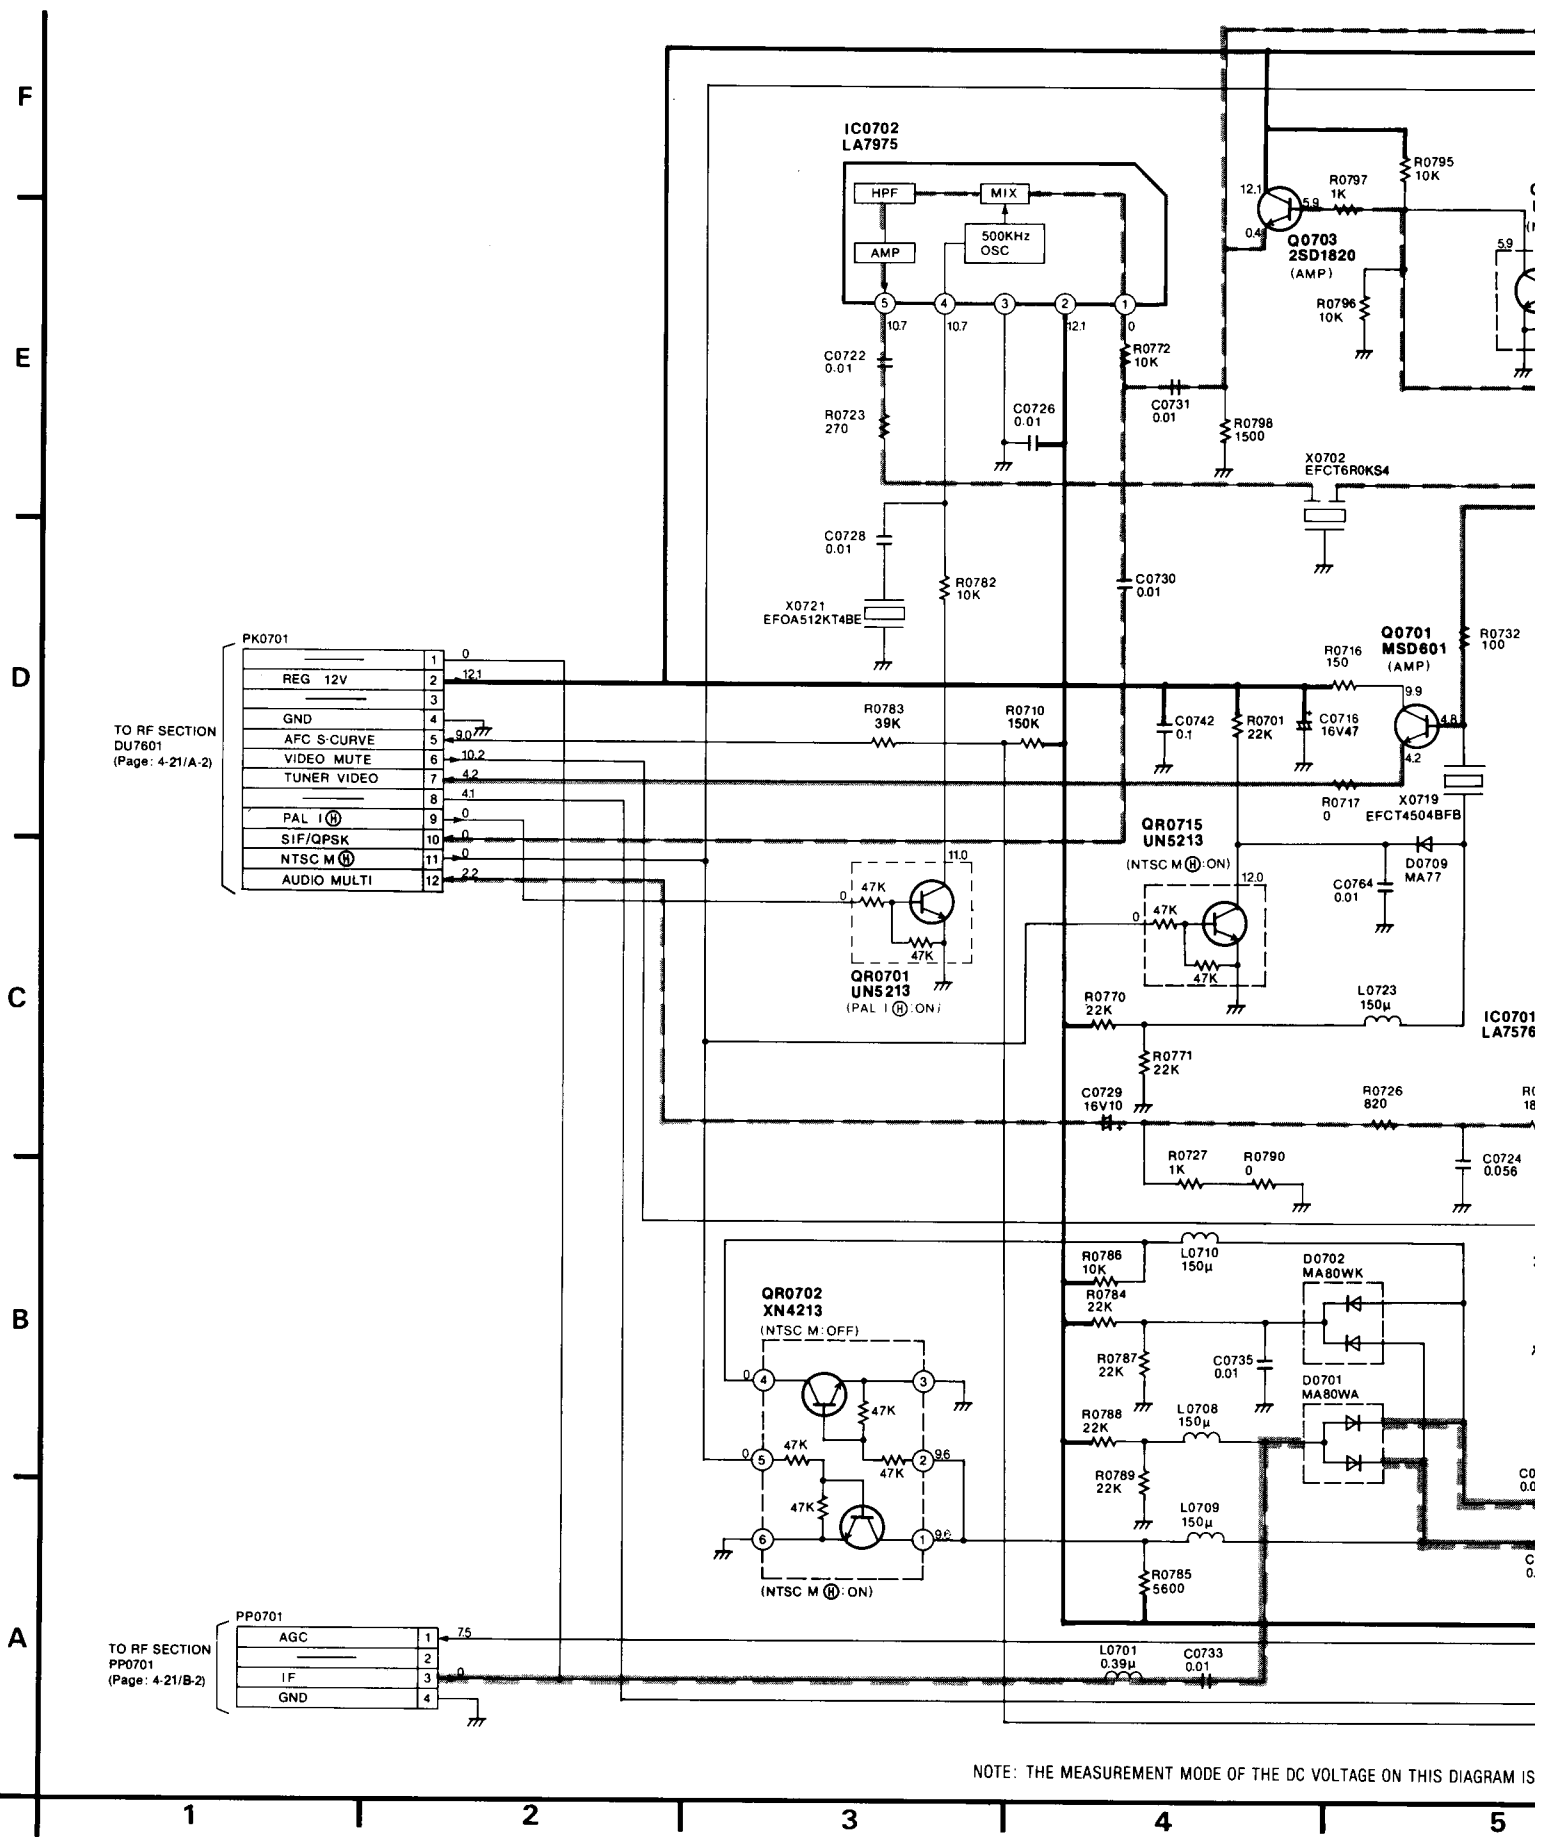 F
IC0702
LA7975
HPF
MIX
500KHz
OSC
AMP
5
4
3
2
1
10.7
10.7
12.1
0
R0795
10K
R0797
1K
12.1
5.9
0.4
Q0703
2SD1820
(AMP)
5.9
R0796
10K
E
C0722
0.01
R0772
10K
R0723
270
C0726
0.01
C0731
0.01
R0798
1500
X0702
EFCT6R0KS4
C0728
0.01
R0782
10K
C0730
0.01
X0721
EFOA512KT4BE
D
TO RF SECTION
DU7601
(Page: 4-21/A-2)
PK0701
1 0
REG 12V 2 12.1
3
GND 4
AFC S-CURVE 5 9.0
VIDEO MUTE 6 10.2
TUNER VIDEO 7 4.2
8 4.1
PAL I Ⓗ 9 0
SIF/QPSK 10 0
NTSC M Ⓗ 11 0
AUDIO MULTI 12 2.2
R0783
39K
R0710
150K
C0742
0.1
R0701
22K
C0716
16V47
R0716
150
Q0701
MSD601
(AMP)
R0732
100
9.9
4.8
4.2
R0717
0
X0719
EFCT4504BFB
QR0715
UN5213
(NTSC M Ⓗ:ON)
12.0
0
47K
47K
D0709
MA77
C0764
0.01
11.0
0
47K
47K
QR0701
UN5213
(PAL I Ⓗ:ON)
C
R0770
22K
L0723
150μ
IC0701
LA7576
R0771
22K
C0729
16V10
R0726
820
18
R0727
1K
R0790
0
C0724
0.056
B
QR0702
XN4213
(NTSC M:OFF)
0
4
3
47K
0
5
47K
47K
2
9.6
47K
6
1
9.6
(NTSC M Ⓗ:ON)
R0786
10K
L0710
150μ
R0784
22K
D0702
MA80WK
R0787
22K
C0735
0.01
D0701
MA80WA
R0788
22K
L0708
150μ
R0789
22K
L0709
150μ
R0785
5600
A
TO RF SECTION
PP0701
(Page: 4-21/B-2)
PP0701
AGC 1 7.5
2
IF 3 0
GND 4
L0701
0.39μ
C0733
0.01
NOTE: THE MEASUREMENT MODE OF THE DC VOLTAGE ON THIS DIAGRAM IS
1 2 3 4 5